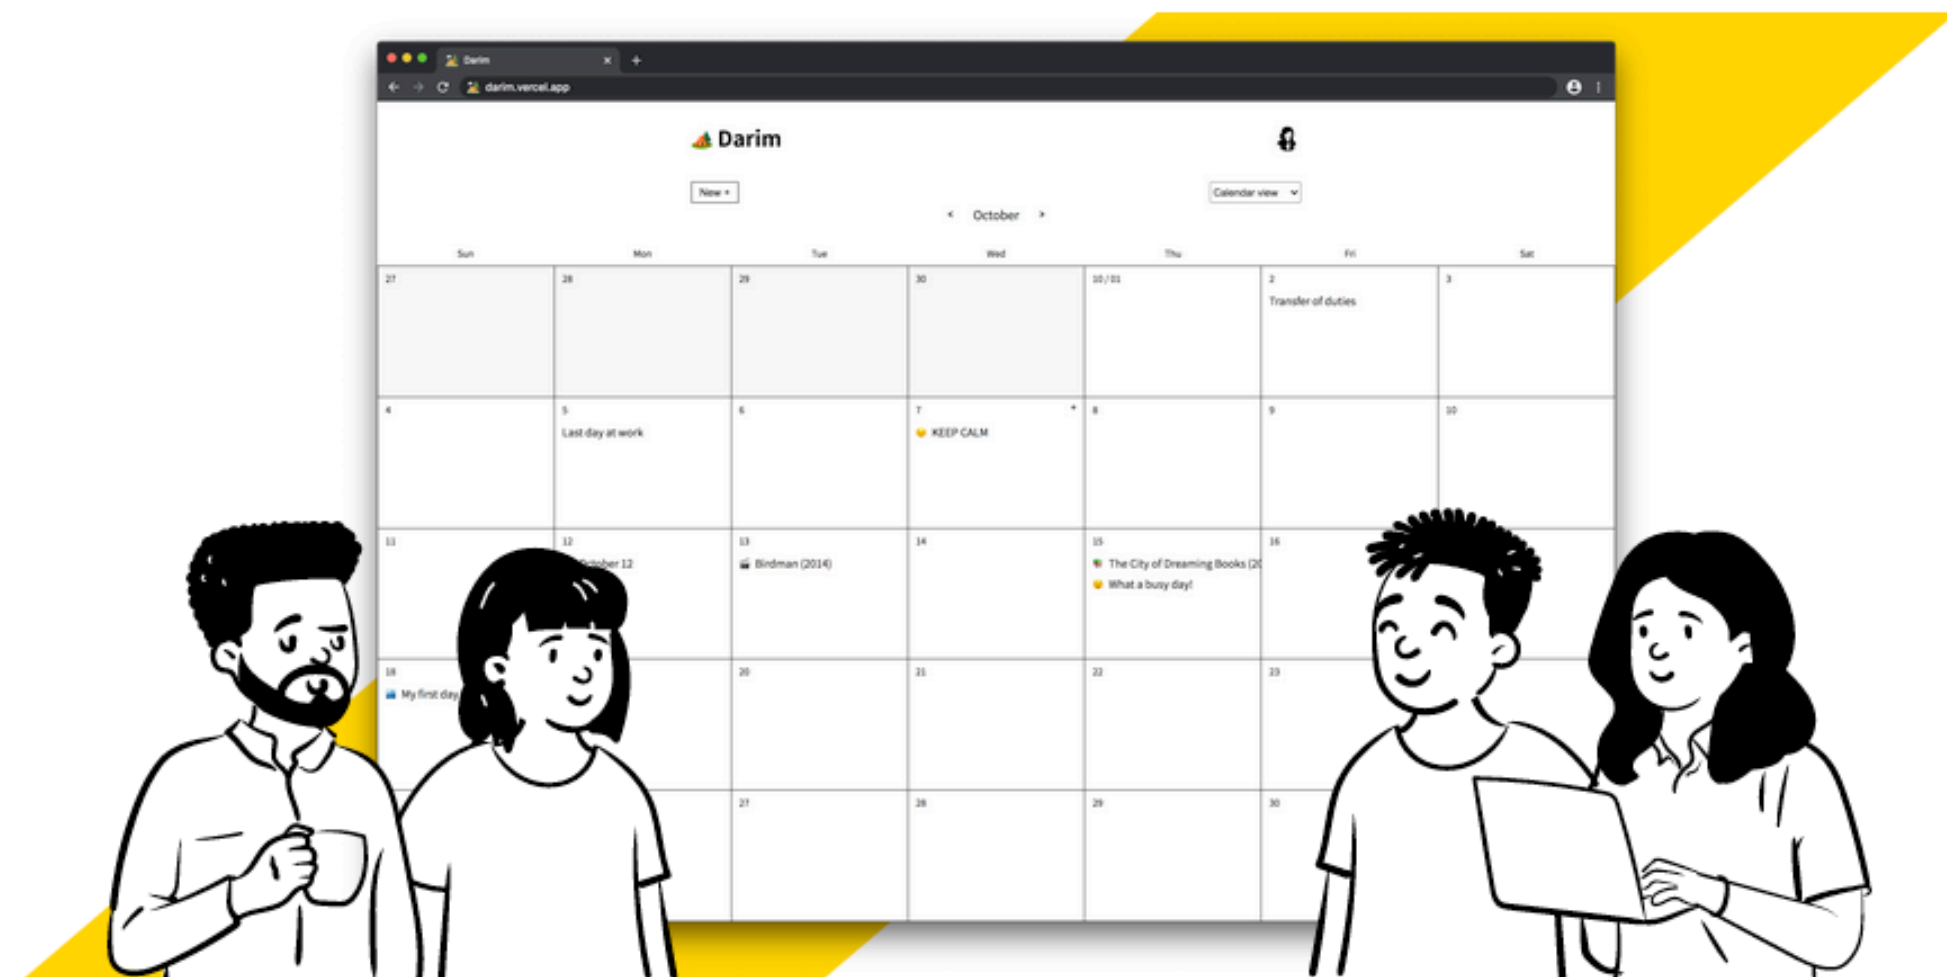 Darim
darim.vercel.app
Darim
New +
Calendar view
< October >
Sun Mon Tue Wed Thu Fri Sat
27 28 29 30 10/01 2 3
Transfer of duties
4 5 6 7 + 8 9 10
Last day at work
KEEP CALM
11 12 13 14 15 16
October 12
Birdman (2014)
The City of Dreaming Books (20
What a busy day!
18 20 21 22 23
My first day
27 28 29 30